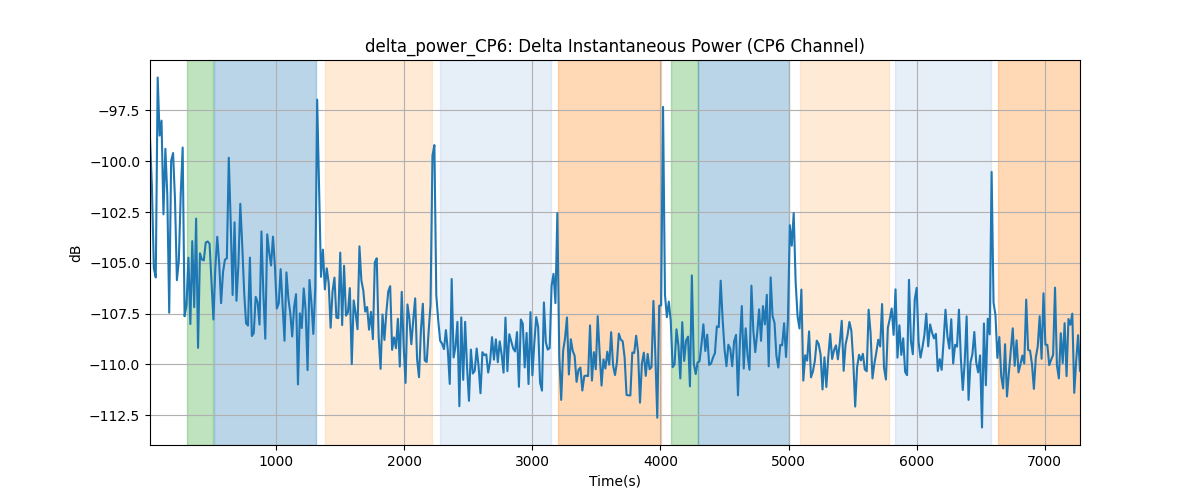 delta_power_CP6: Delta Instantaneous Power (CP6 Channel)
−97.5
−100.0
−102.5
−105.0
−107.5
−110.0
−112.5
dB
1000 2000 3000 4000 5000 6000 7000
Time(s)